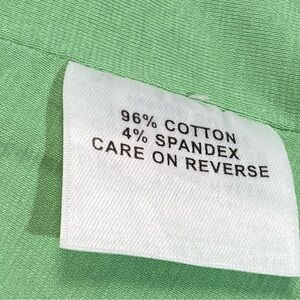 96% COTTON
4% SPANDEX
CARE ON REVERSE